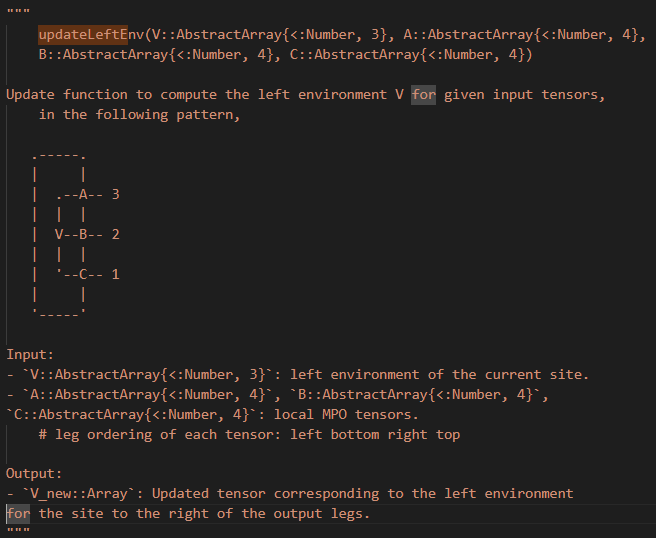 """
    updateLeftEnv(V::AbstractArray{<:Number, 3}, A::AbstractArray{<:Number, 4},
    B::AbstractArray{<:Number, 4}, C::AbstractArray{<:Number, 4})

Update function to compute the left environment V for given input tensors,
    in the following pattern,

   .-----.
   |     |
   |  .--A-- 3
   |  |  |
   |  V--B-- 2
   |  |  |
   |  '--C-- 1
   |     |
   '-----'

Input:
- `V::AbstractArray{<:Number, 3}`: left environment of the current site.
- `A::AbstractArray{<:Number, 4}`, `B::AbstractArray{<:Number, 4}`,
`C::AbstractArray{<:Number, 4}`: local MPO tensors.
    # leg ordering of each tensor: left bottom right top

Output:
- `V_new::Array`: Updated tensor corresponding to the left environment
for the site to the right of the output legs.
"""